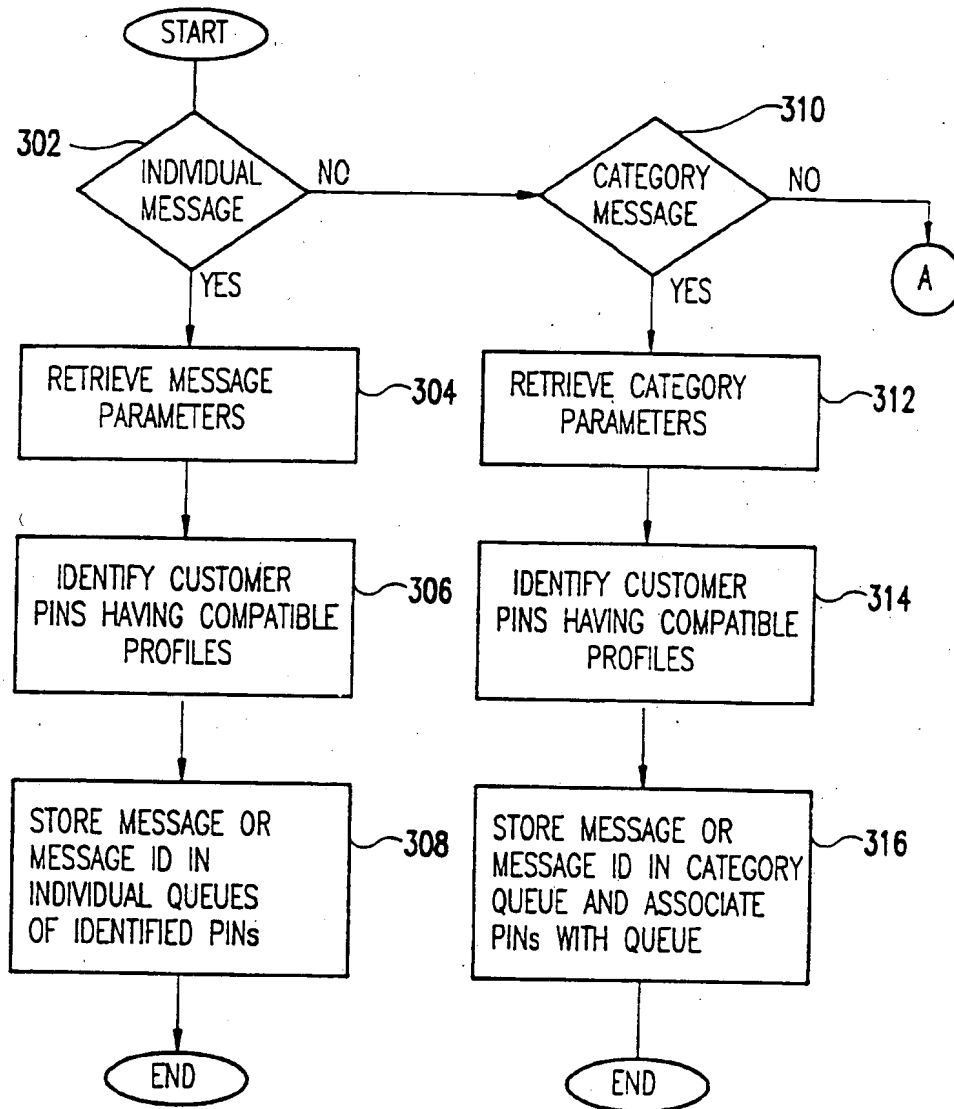 START
302
INDIVIDUAL
MESSAGE
NO
YES
310
CATEGORY
MESSAGE
NO
A
YES
RETRIEVE MESSAGE
PARAMETERS
304
RETRIEVE CATEGORY
PARAMETERS
312
IDENTIFY CUSTOMER
PINS HAVING COMPATIBLE
PROFILES
306
IDENTIFY CUSTOMER
PINS HAVING COMPATIBLE
PROFILES
314
STORE MESSAGE OR
MESSAGE ID IN
INDIVIDUAL QUEUES
OF IDENTIFIED PINs
308
STORE MESSAGE OR
MESSAGE ID IN CATEGORY
QUEUE AND ASSOCIATE
PINs WITH QUEUE
316
END
END